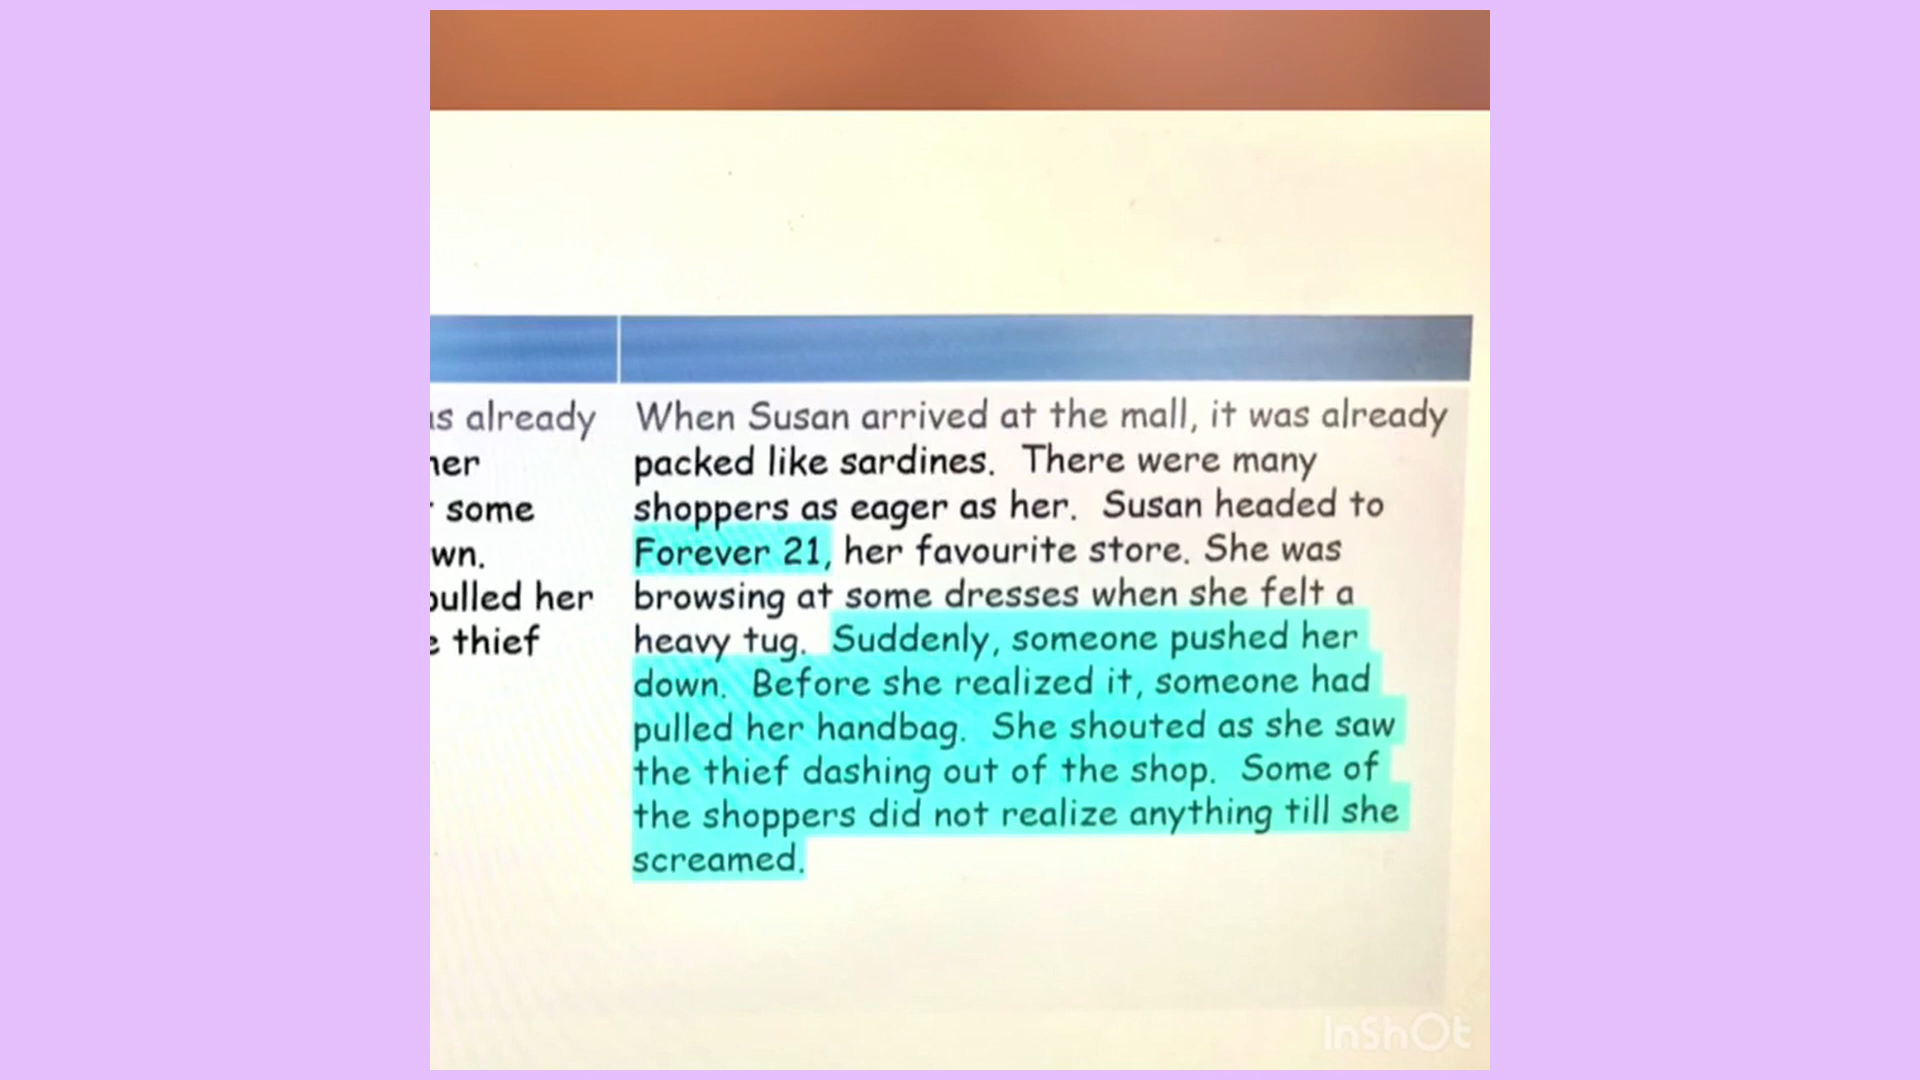 already
some
thief
When Susan arrived at the mall, it was already
packed like sardines. There were many
shoppers as eager as her. Susan headed to
Forever 21, her favourite store. She was
browsing at some dresses when she felt a
heavy tug. Suddenly, someone pushed her
down. Before she realized it, someone had
pulled her handbag. She shouted as she saw
the thief dashing out of the shop. Some of
the shoppers did not realize anything till she
screamed.
InShOt